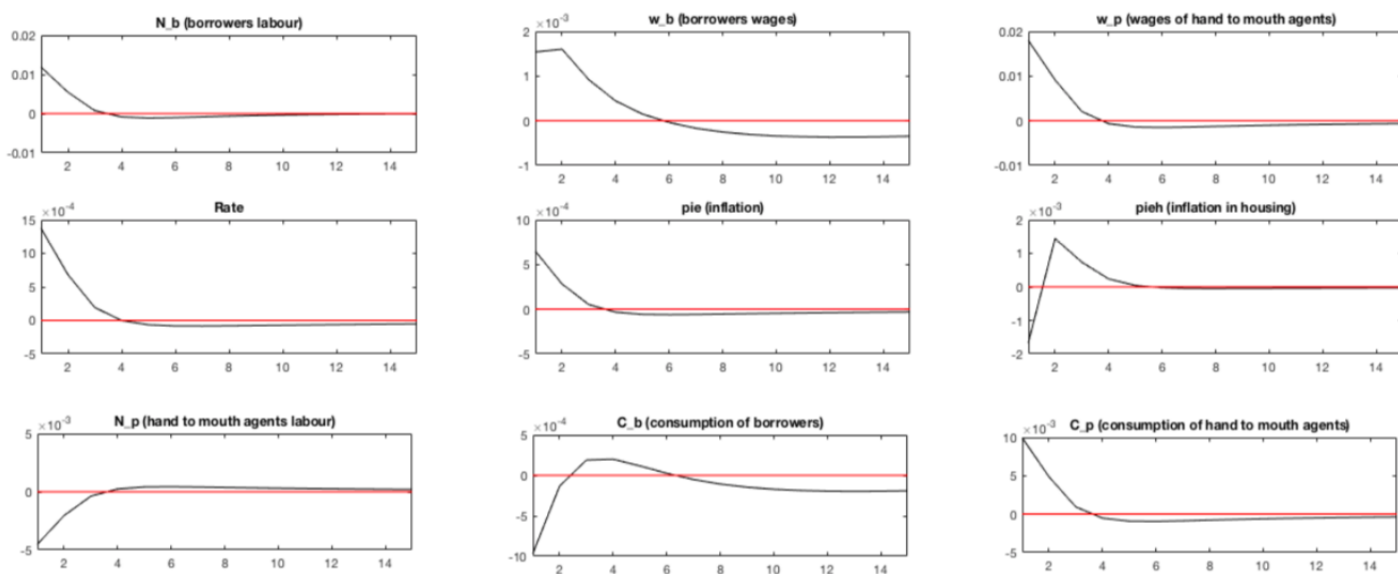 N_b (borrowers labour)
0.02
0.01
0
-0.01
2 4 6 8 10 12 14
w_b (borrowers wages)
×10⁻³
2
1
0
-1
2 4 6 8 10 12 14
w_p (wages of hand to mouth agents)
0.02
0.01
0
-0.01
2 4 6 8 10 12 14
Rate
×10⁻⁴
15
10
5
0
-5
2 4 6 8 10 12 14
pie (inflation)
×10⁻⁴
10
5
0
-5
2 4 6 8 10 12 14
pieh (inflation in housing)
×10⁻³
2
1
0
-1
-2
2 4 6 8 10 12 14
N_p (hand to mouth agents labour)
×10⁻³
5
0
-5
2 4 6 8 10 12 14
C_b (consumption of borrowers)
×10⁻⁴
5
0
-5
-10
2 4 6 8 10 12 14
C_p (consumption of hand to mouth agents)
×10⁻³
10
5
0
-5
2 4 6 8 10 12 14